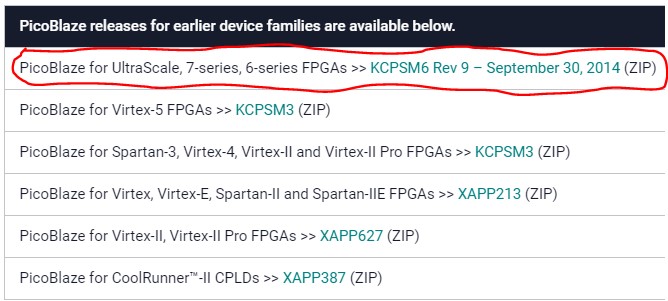 PicoBlaze releases for earlier device families are available below.
PicoBlaze for UltraScale, 7-series, 6-series FPGAs >> KCPSM6 Rev 9 – September 30, 2014 (ZIP)
PicoBlaze for Virtex-5 FPGAs >> KCPSM3 (ZIP)
PicoBlaze for Spartan-3, Virtex-4, Virtex-II and Virtex-II Pro FPGAs >> KCPSM3 (ZIP)
PicoBlaze for Virtex, Virtex-E, Spartan-II and Spartan-IIE FPGAs >> XAPP213 (ZIP)
PicoBlaze for Virtex-II, Virtex-II Pro FPGAs >> XAPP627 (ZIP)
PicoBlaze for CoolRunner™-II CPLDs >> XAPP387 (ZIP)